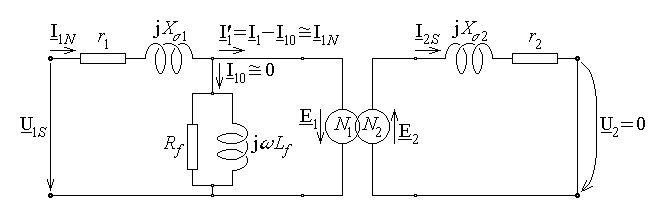 I1N
r1
jXσ1
I'1=I1−I10≅I1N
I10≅0
U1S
Rf
jωLf
E1
N1
N2
E2
I2S
jXσ2
r2
U2=0